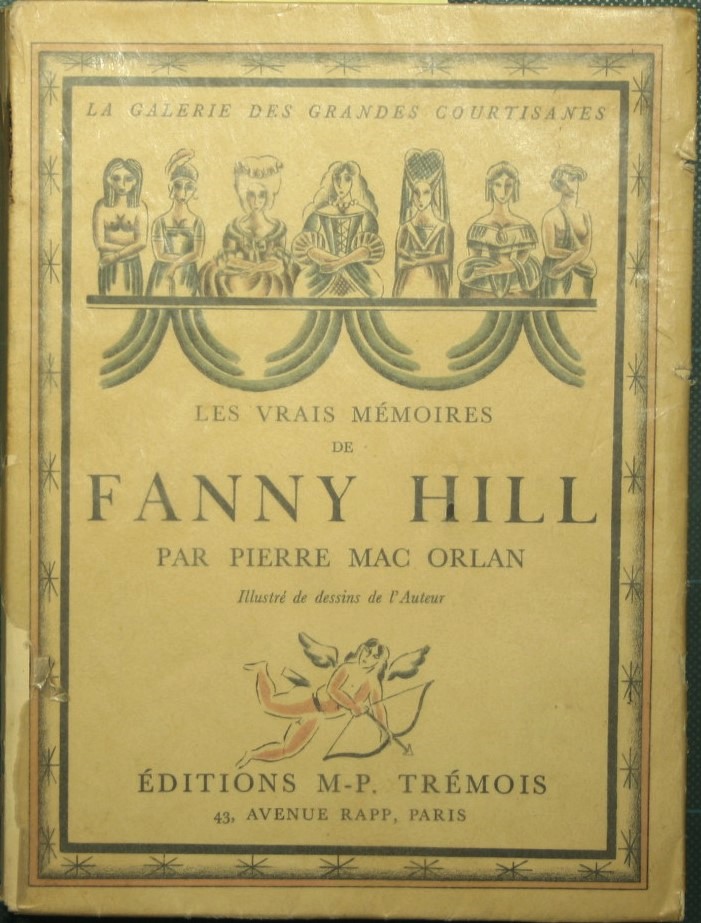 LA GALERIE DES GRANDES COURTISANES
LES VRAIS MÉMOIRES
DE
FANNY HILL
PAR PIERRE MAC ORLAN
Illustré de dessins de l'Auteur
ÉDITIONS M-P. TRÉMOIS
43, AVENUE RAPP, PARIS